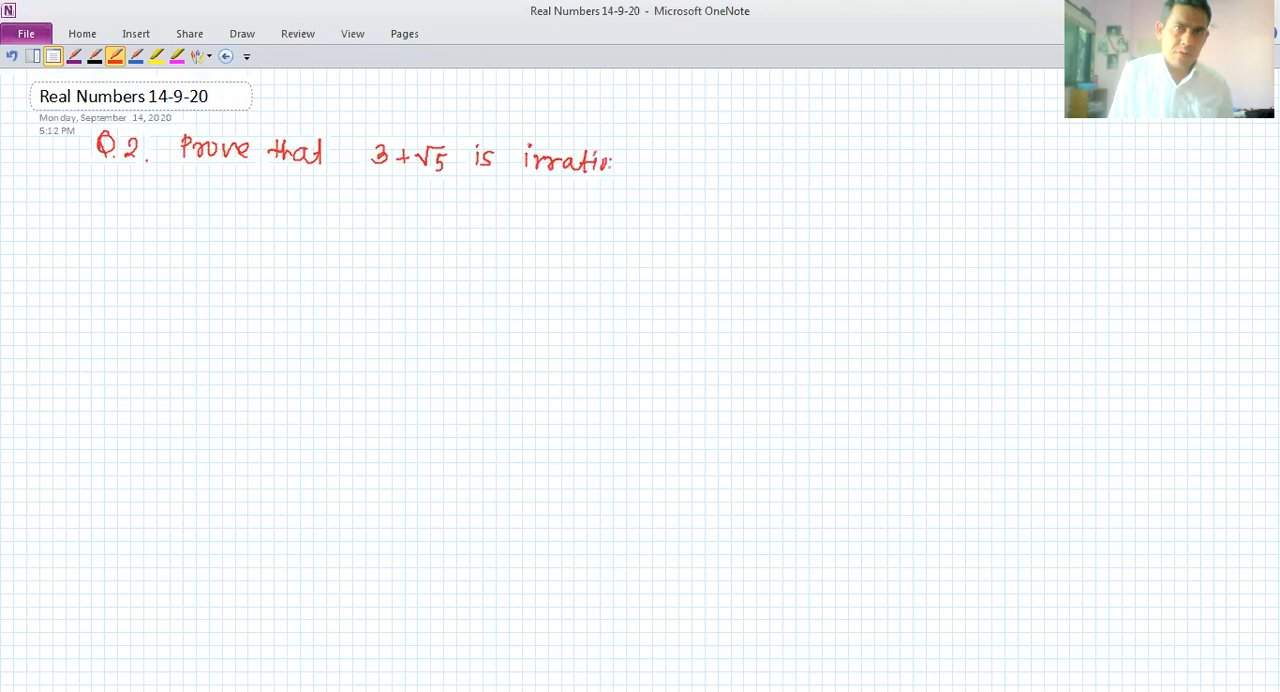 Real Numbers 14-9-20 - Microsoft OneNote
File Home Insert Share Draw Review View Pages
Real Numbers 14-9-20
Monday, September 14, 2020
5:12 PM
Q.2. Prove that 3+√5 is irratio